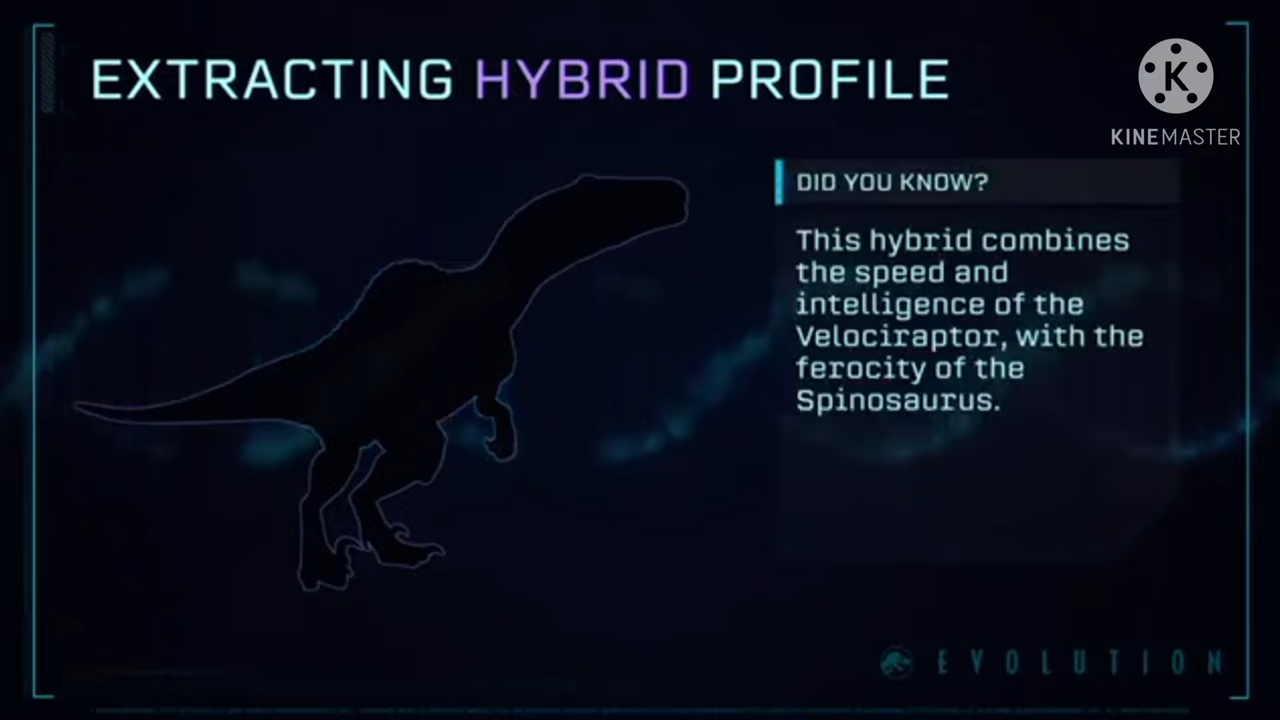 EXTRACTING HYBRID PROFILE
K
KINEMASTER
DID YOU KNOW?
This hybrid combines
the speed and
intelligence of the
Velociraptor, with the
ferocity of the
Spinosaurus.
EVOLUTION